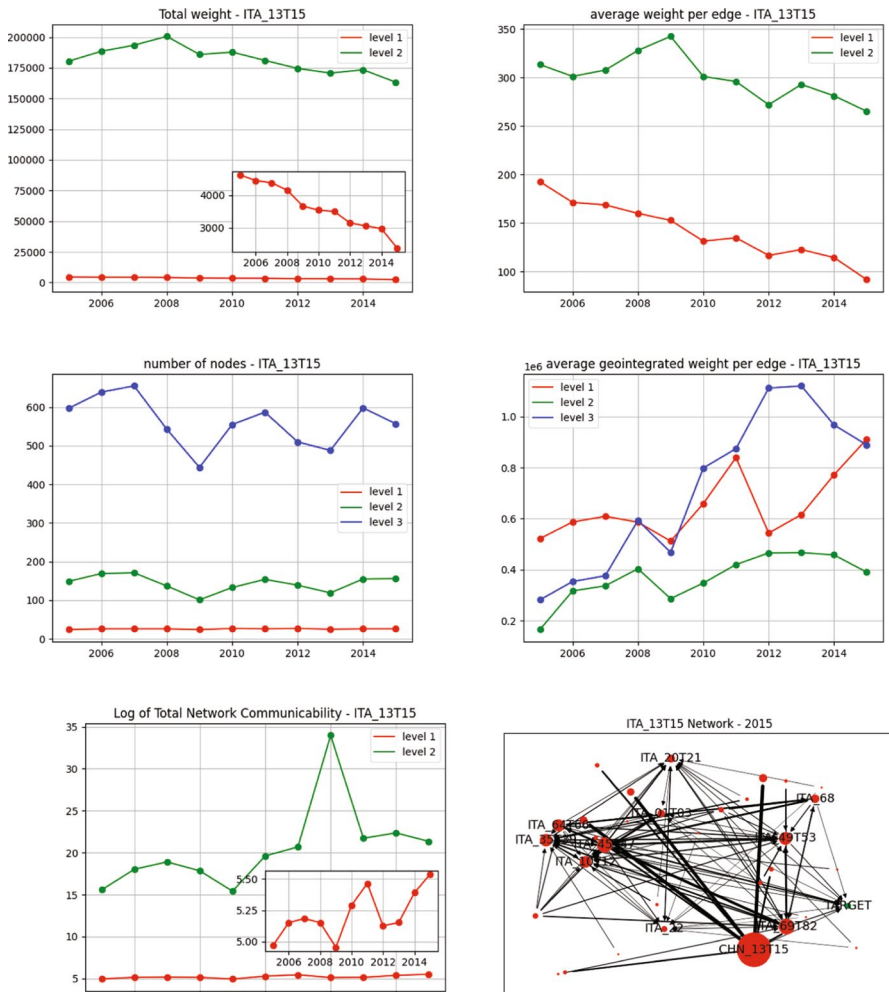 Total weight - ITA_13T15
200000
175000
150000
125000
100000
75000
50000
25000
0
level 1
level 2
4000
3000
2006 2008 2010 2012 2014
2006 2008 2010 2012 2014
average weight per edge - ITA_13T15
350
300
250
200
150
100
level 1
level 2
2006 2008 2010 2012 2014
number of nodes - ITA_13T15
600
500
400
300
200
100
0
level 1
level 2
level 3
2006 2008 2010 2012 2014
1e6 average geointegrated weight per edge - ITA_13T15
1.0
0.8
0.6
0.4
0.2
level 1
level 2
level 3
2006 2008 2010 2012 2014
Log of Total Network Communicability - ITA_13T15
35
30
25
20
15
10
5
level 1
level 2
5.50
5.25
5.00
2006 2008 2010 2012 2014
ITA_13T15 Network - 2015
ITA_20T21
ITA_68
ITA_01T03
TARGET
ITA_22
CHN_13T15